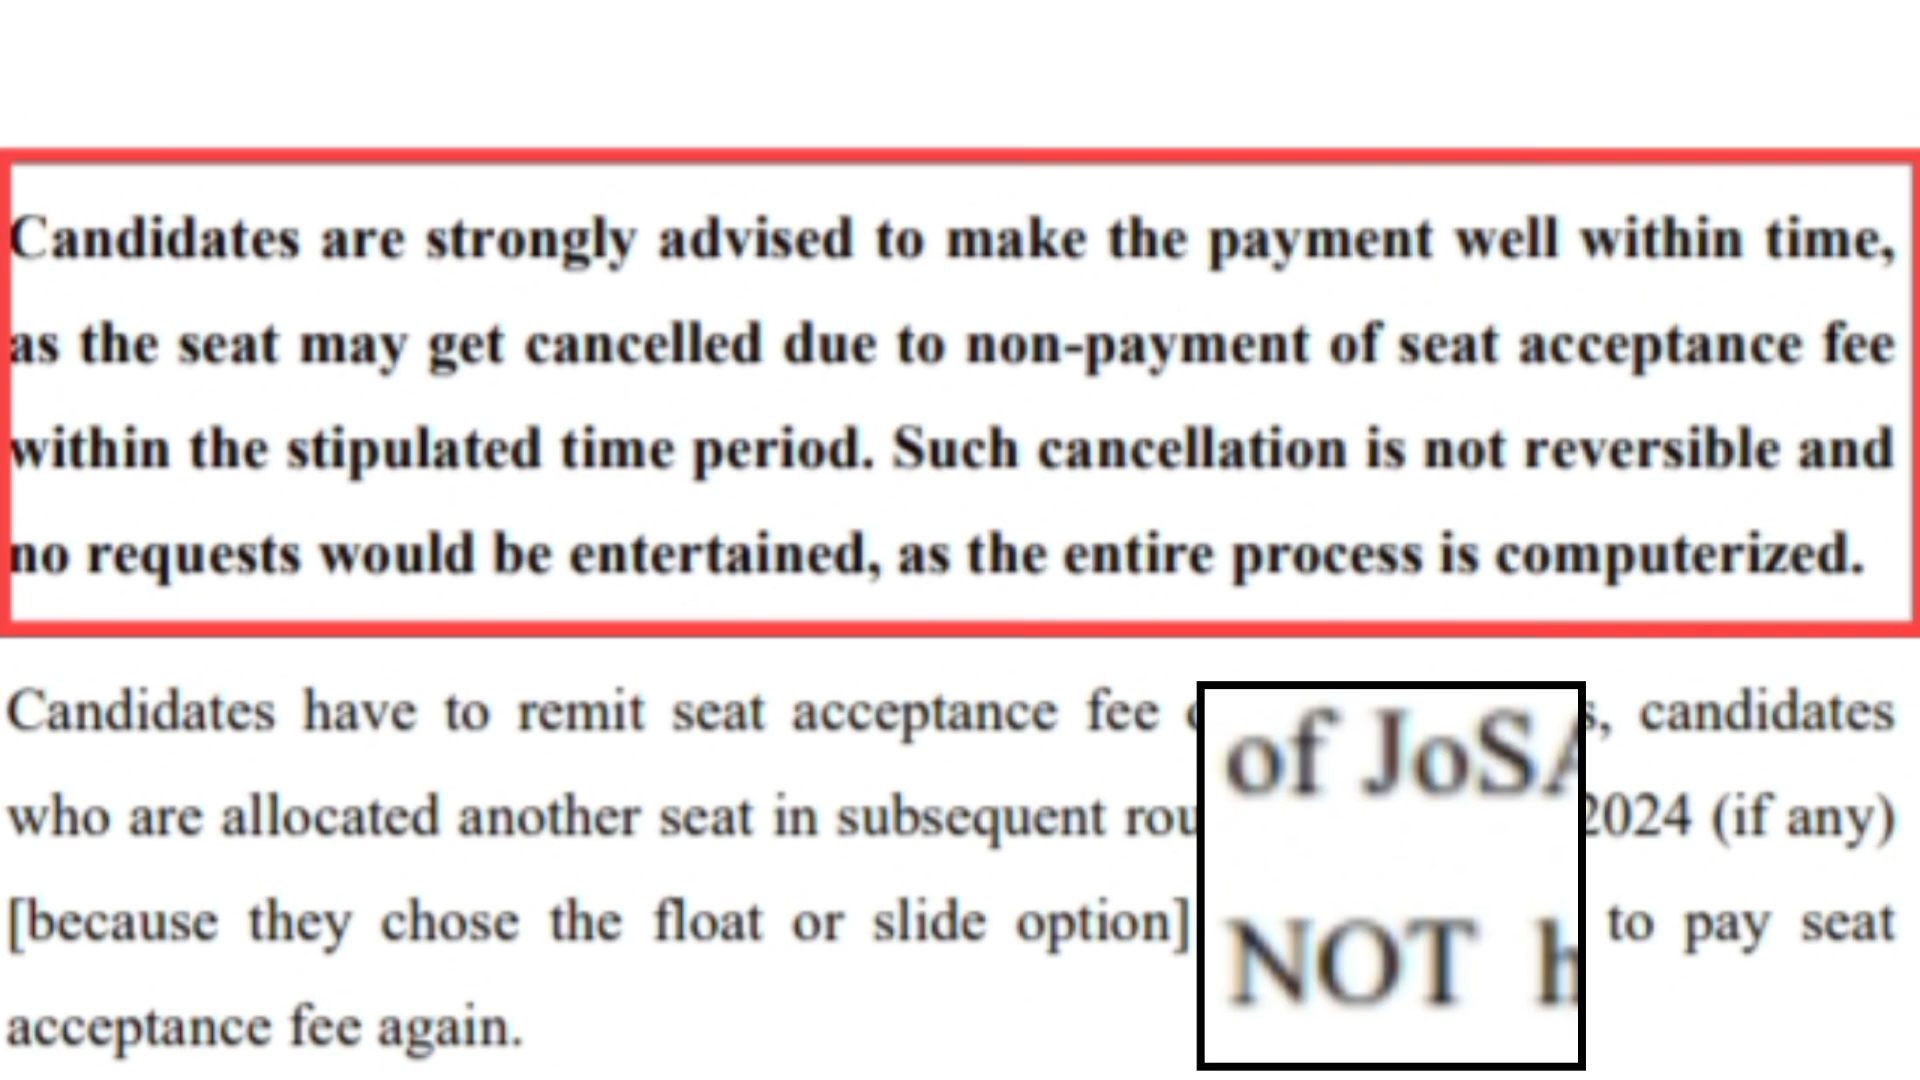 Candidates are strongly advised to make the payment well within time,
as the seat may get cancelled due to non-payment of seat acceptance fee
within the stipulated time period. Such cancellation is not reversible and
no requests would be entertained, as the entire process is computerized.
Candidates have to remit seat acceptance fee candidates
who are allocated another seat in subsequent of 2024 (if any)
[because they chose the float or slide option] NOT to pay seat
acceptance fee again.